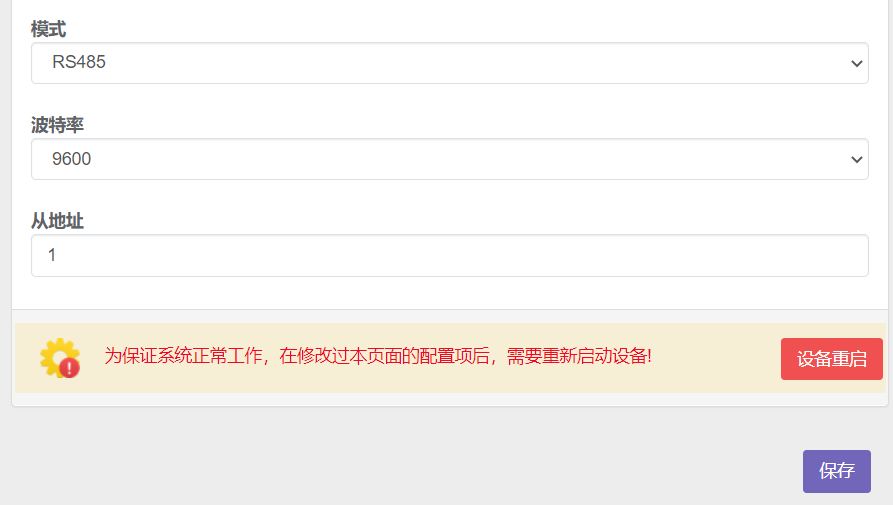 模式
RS485
波特率
9600
从地址
1
为保证系统正常工作，在修改过本页面的配置项后，需要重新启动设备!
设备重启
保存